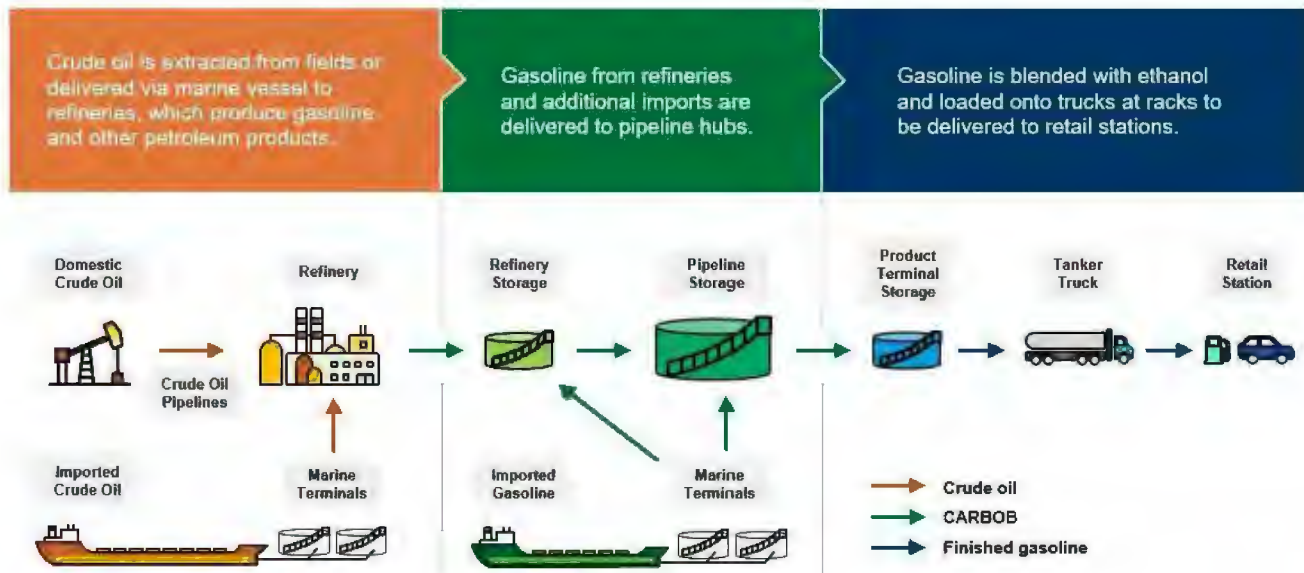 Crude oil is extracted from fields or
delivered via marine vessel to
refineries, which produce gasoline
and other petroleum products.
Gasoline from refineries
and additional imports are
delivered to pipeline hubs.
Gasoline is blended with ethanol
and loaded onto trucks at racks to
be delivered to retail stations.
Domestic
Crude Oil
Refinery
Refinery
Storage
Pipeline
Storage
Product
Terminal
Storage
Tanker
Truck
Retail
Station
Crude Oil
Pipelines
Imported
Crude Oil
Marine
Terminals
Imported
Gasoline
Marine
Terminals
Crude oil
CARBOB
Finished gasoline